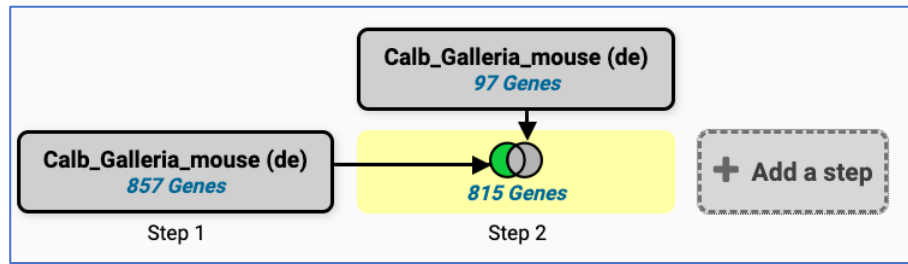 Calb_Galleria_mouse (de)
97 Genes
Calb_Galleria_mouse (de)
857 Genes
815 Genes
+ Add a step
Step 1
Step 2